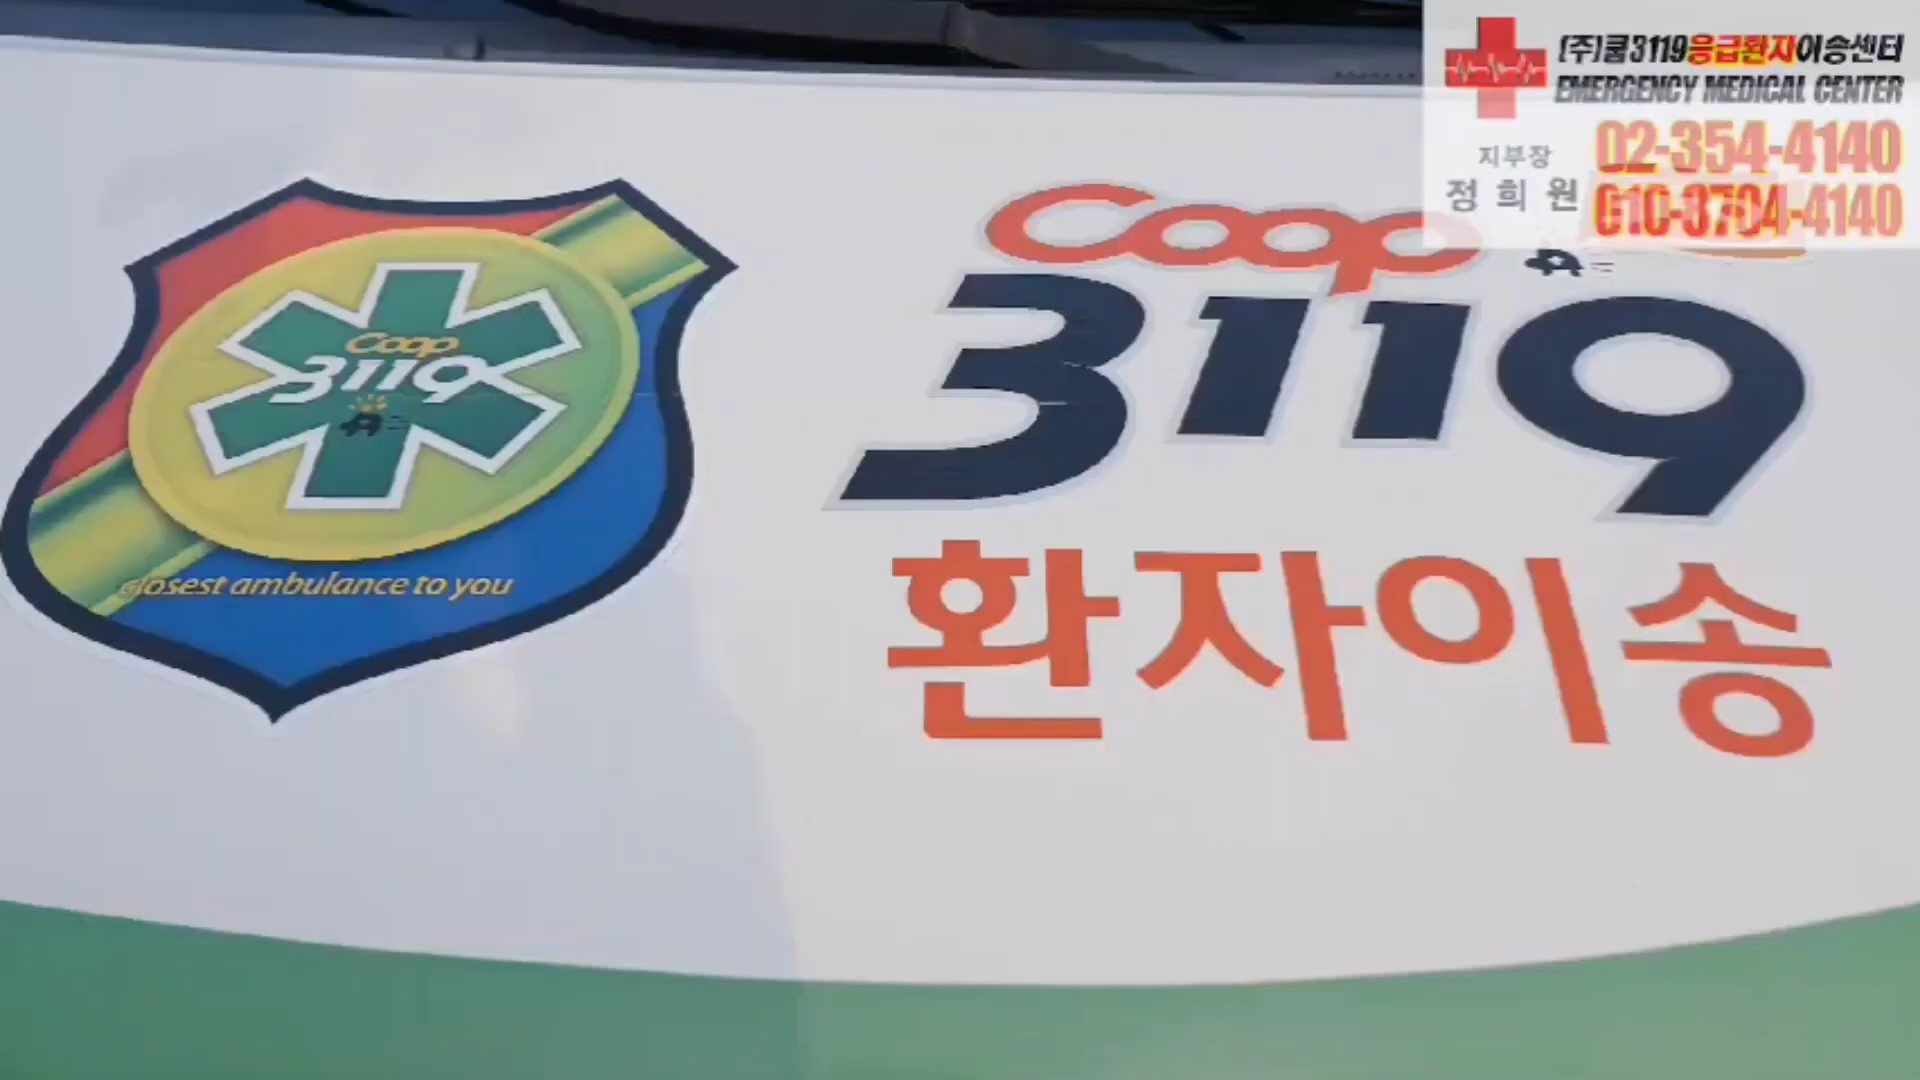 [주]쿱3119응급환자이송센터
EMERGENCY MEDICAL CENTER
지부장
정 희 원
02-354-4140
010-3704-4140
Coop
3119
환자이송
Coop
3119
closest ambulance to you